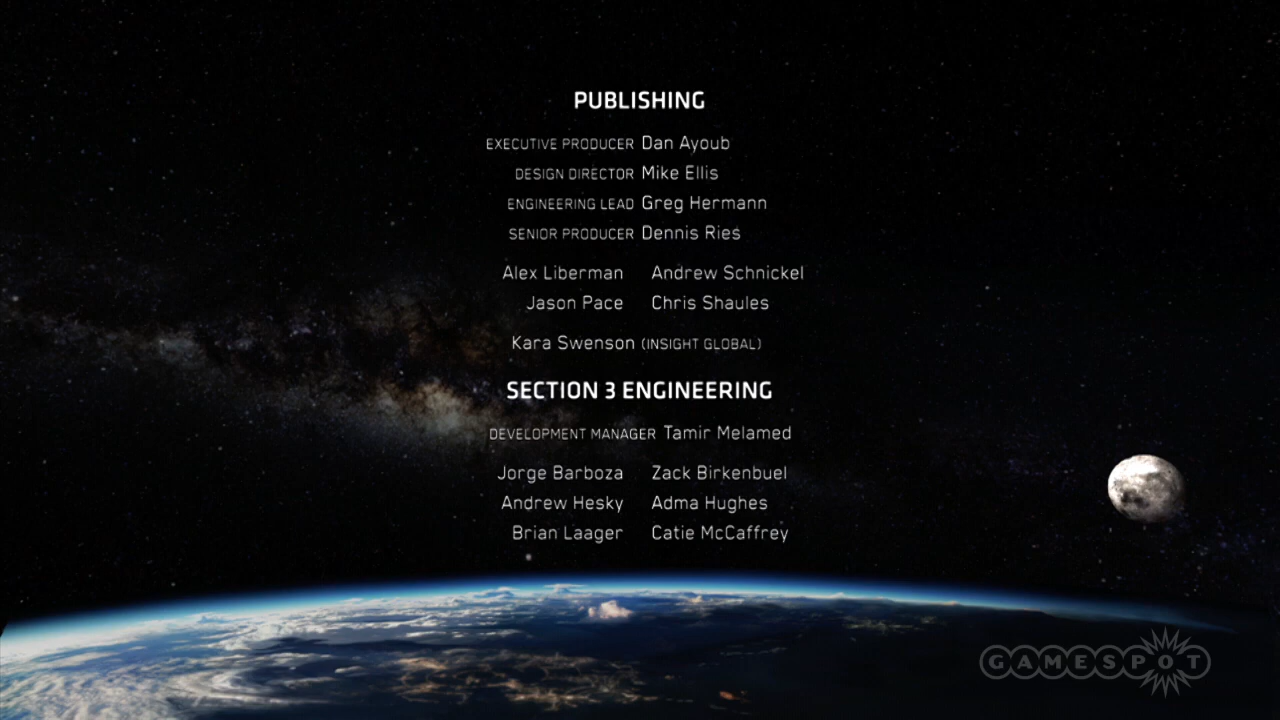 PUBLISHING
EXECUTIVE PRODUCER Dan Ayoub
DESIGN DIRECTOR Mike Ellis
ENGINEERING LEAD Greg Hermann
SENIOR PRODUCER Dennis Ries
Alex Liberman Andrew Schnickel
Jason Pace Chris Shaules
Kara Swenson (INSIGHT GLOBAL)
SECTION 3 ENGINEERING
DEVELOPMENT MANAGER Tamir Melamed
Jorge Barboza Zack Birkenbuel
Andrew Hesky Adma Hughes
Brian Laager Catie McCaffrey
GAMESPOT